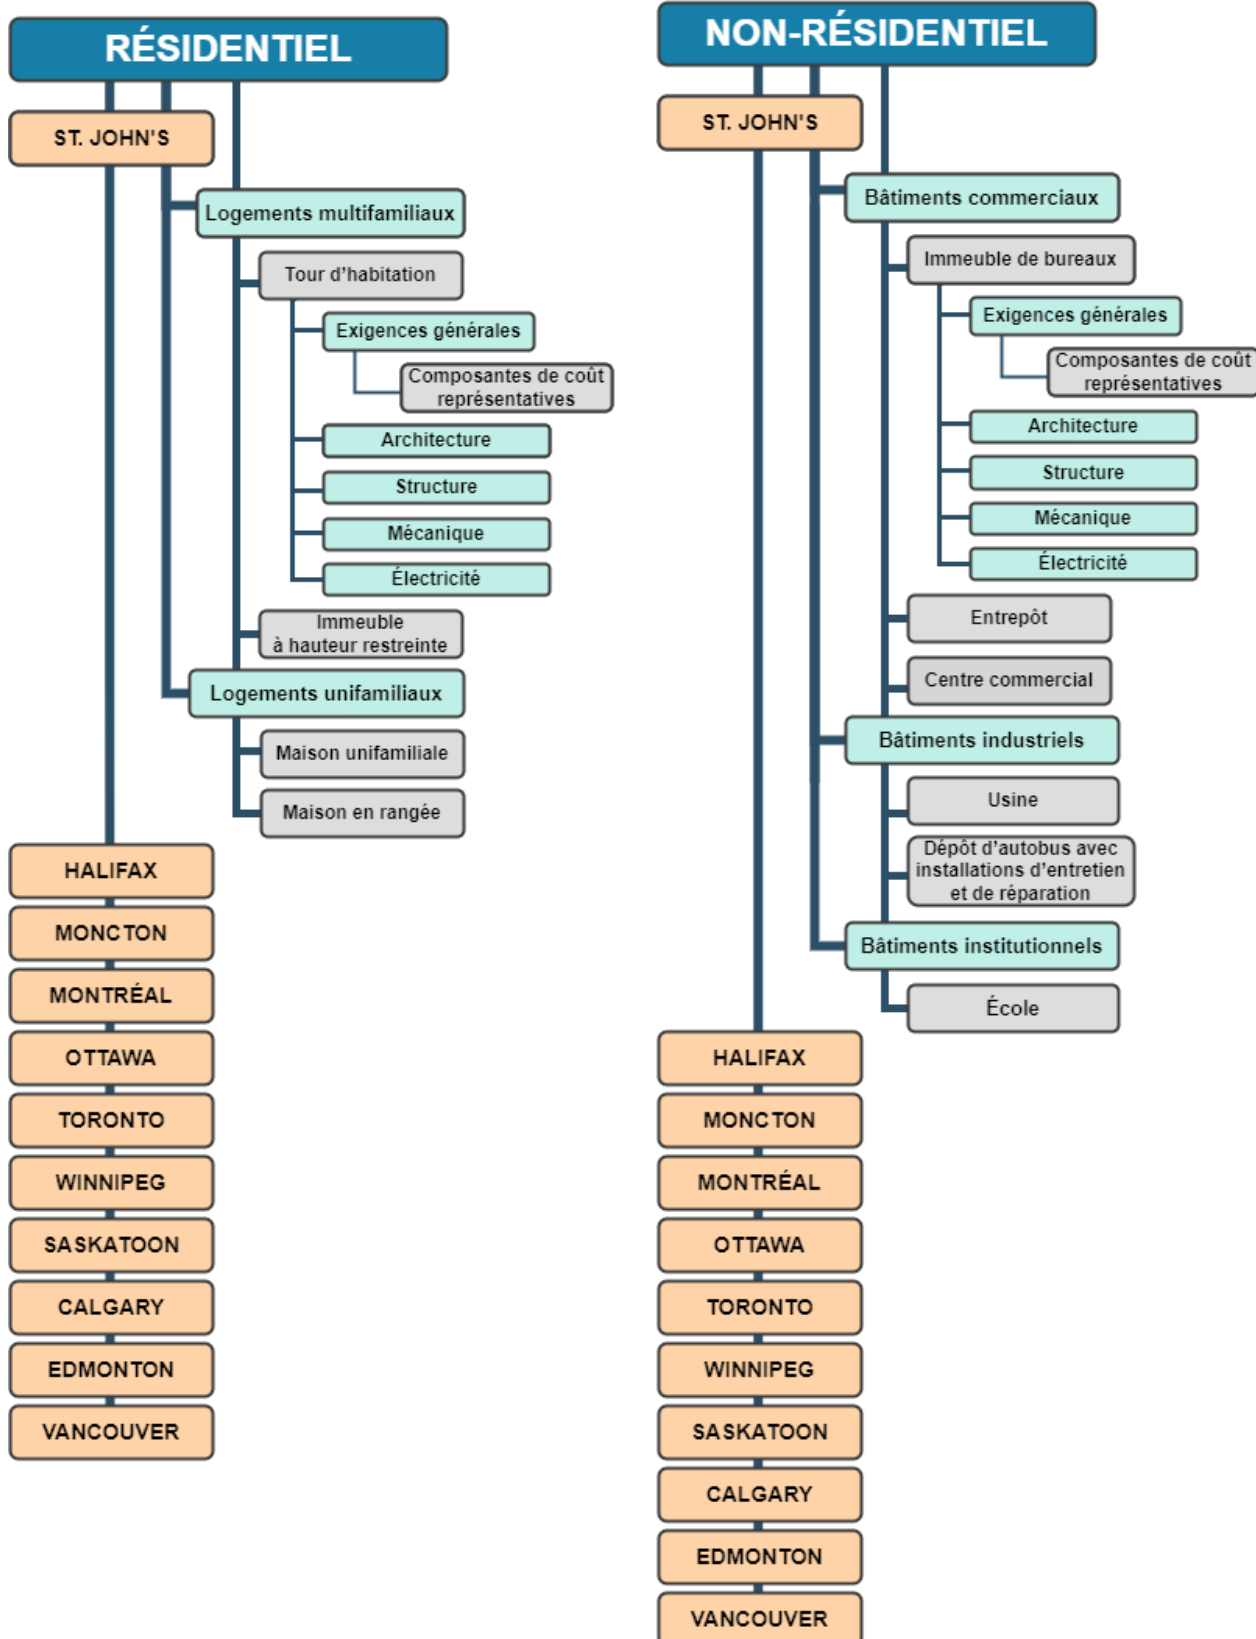 RÉSIDENTIEL
ST. JOHN'S
Logements multifamiliaux
Tour d'habitation
Exigences générales
Composantes de coût
représentatives
Architecture
Structure
Mécanique
Électricité
Immeuble
à hauteur restreinte
Logements unifamiliaux
Maison unifamiliale
Maison en rangée
HALIFAX
MONCTON
MONTRÉAL
OTTAWA
TORONTO
WINNIPEG
SASKATOON
CALGARY
EDMONTON
VANCOUVER
NON-RÉSIDENTIEL
ST. JOHN'S
Bâtiments commerciaux
Immeuble de bureaux
Exigences générales
Composantes de coût
représentatives
Architecture
Structure
Mécanique
Électricité
Entrepôt
Centre commercial
Bâtiments industriels
Usine
Dépôt d'autobus avec
installations d'entretien
et de réparation
Bâtiments institutionnels
École
HALIFAX
MONCTON
MONTRÉAL
OTTAWA
TORONTO
WINNIPEG
SASKATOON
CALGARY
EDMONTON
VANCOUVER